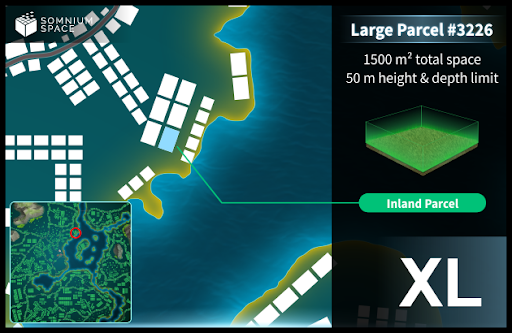 SOMNIUM
SPACE
Large Parcel #3226
1500 m² total space
50 m height & depth limit
Inland Parcel
XL